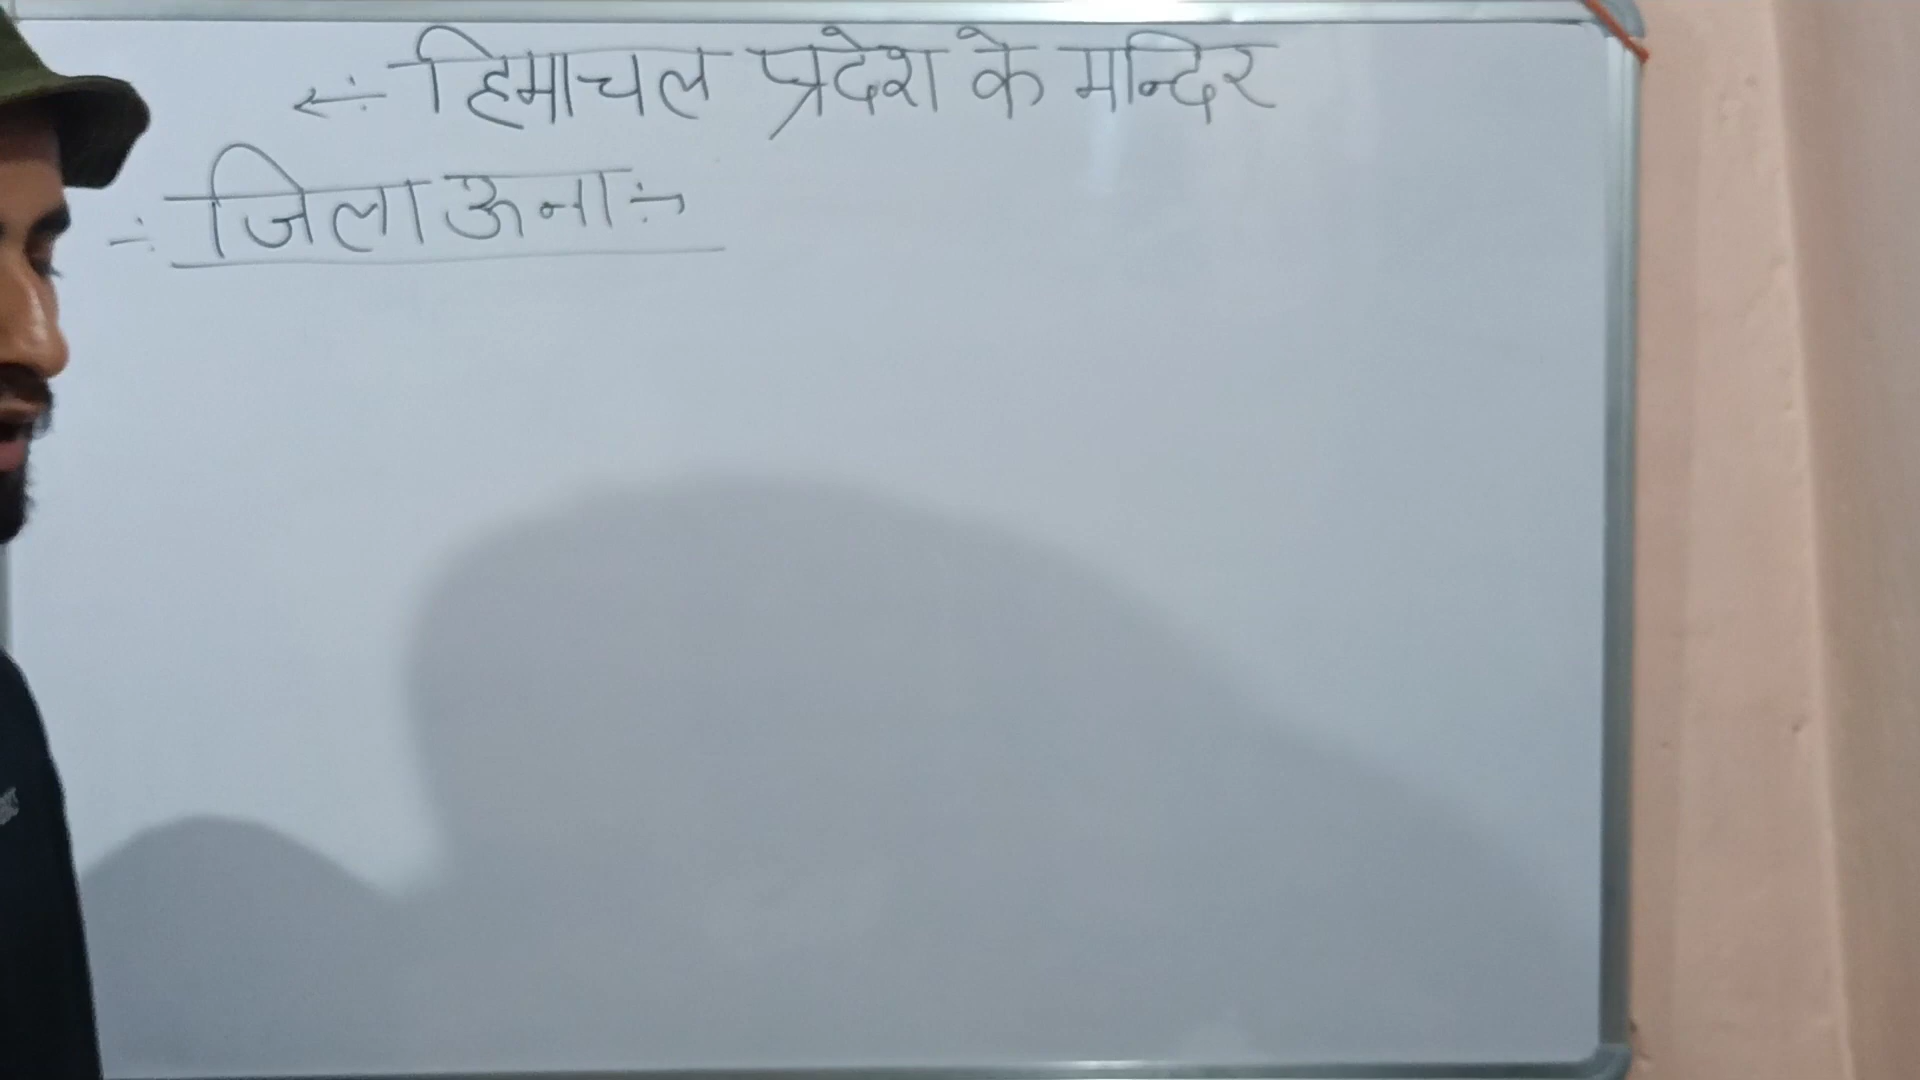 ←÷ हिमाचल प्रदेश के मन्दिर
÷ जिला ऊना ÷→